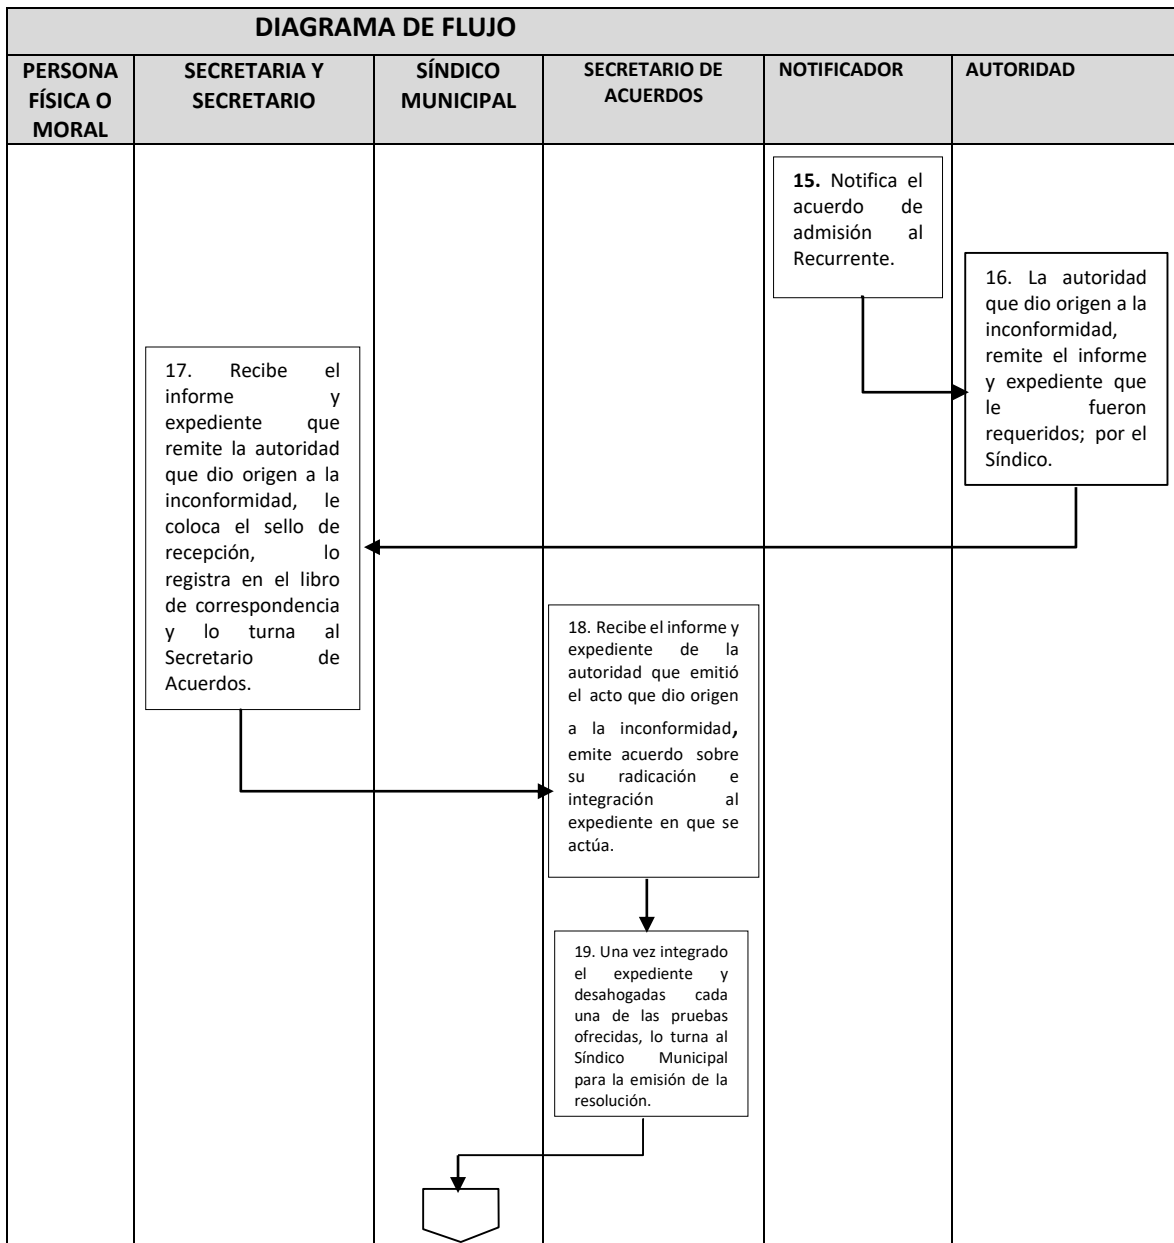 DIAGRAMA DE FLUJO
PERSONA
FÍSICA O
MORAL
SECRETARIA Y
SECRETARIO
SÍNDICO
MUNICIPAL
SECRETARIO DE
ACUERDOS
NOTIFICADOR
AUTORIDAD
15. Notifica el
acuerdo de
admisión al
Recurrente.
16. La autoridad
que dio origen a la
inconformidad,
remite el informe
y expediente que
le fueron
requeridos; por el
Síndico.
17. Recibe el
informe y
expediente que
remite la autoridad
que dio origen a la
inconformidad, le
coloca el sello de
recepción, lo
registra en el libro
de correspondencia
y lo turna al
Secretario de
Acuerdos.
18. Recibe el informe y
expediente de la
autoridad que emitió
el acto que dio origen
a la inconformidad,
emite acuerdo sobre
su radicación e
integración al
expediente en que se
actúa.
19. Una vez integrado
el expediente y
desahogadas cada
una de las pruebas
ofrecidas, lo turna al
Síndico Municipal
para la emisión de la
resolución.